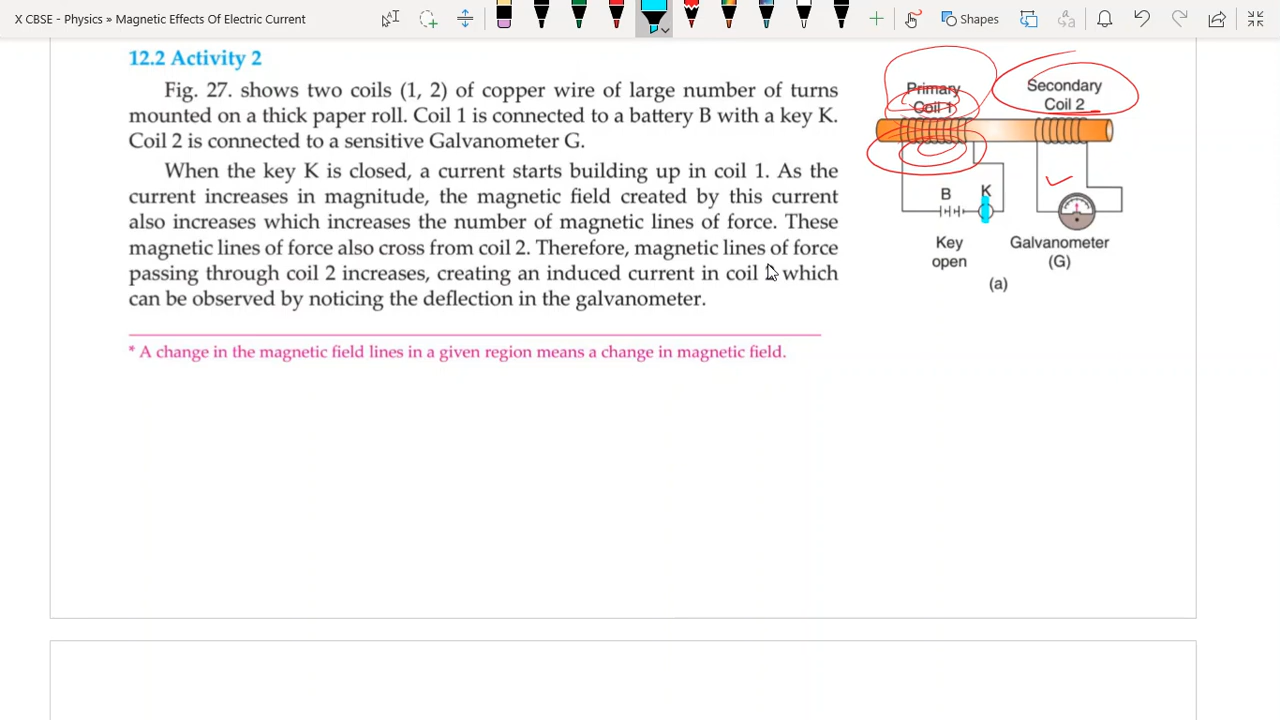 X CBSE - Physics » Magnetic Effects Of Electric Current
Shapes
12.2 Activity 2
Fig. 27. shows two coils (1, 2) of copper wire of large number of turns
mounted on a thick paper roll. Coil 1 is connected to a battery B with a key K.
Coil 2 is connected to a sensitive Galvanometer G.
When the key K is closed, a current starts building up in coil 1. As the
current increases in magnitude, the magnetic field created by this current
also increases which increases the number of magnetic lines of force. These
magnetic lines of force also cross from coil 2. Therefore, magnetic lines of force
passing through coil 2 increases, creating an induced current in coil 2 which
can be observed by noticing the deflection in the galvanometer.
* A change in the magnetic field lines in a given region means a change in magnetic field.
Primary
Coil 1
Secondary
Coil 2
B
K
Key
open
Galvanometer
(G)
(a)